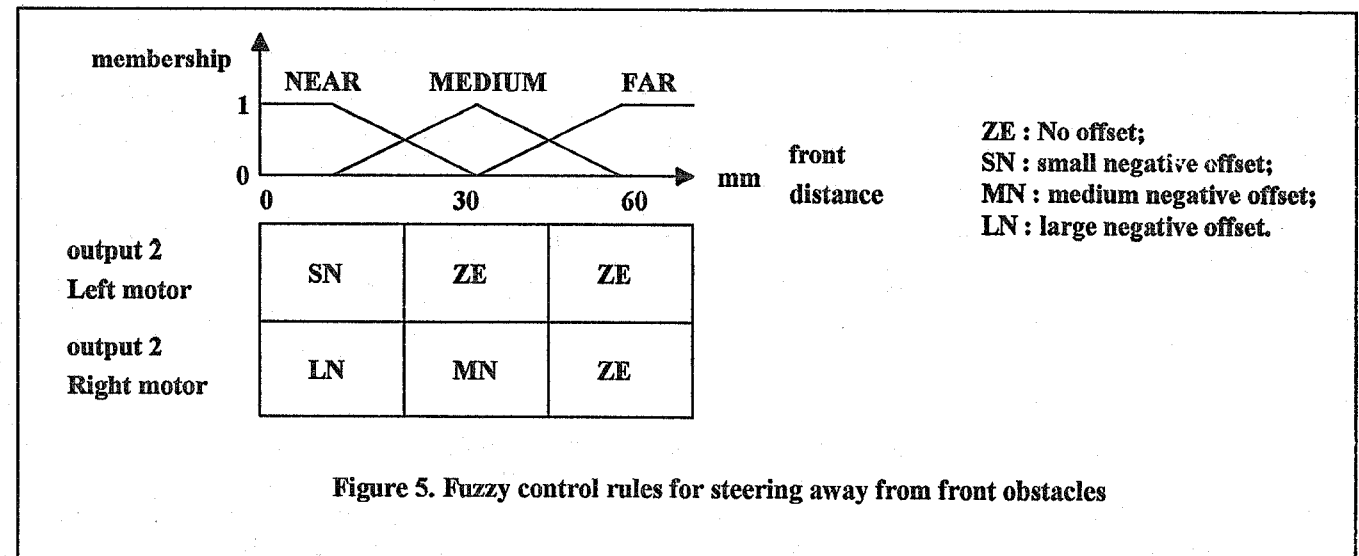 membership
NEAR MEDIUM FAR
1
0
0 30 60
mm
front
distance
ZE : No offset;
SN : small negative offset;
MN : medium negative offset;
LN : large negative offset.
output 2
Left motor
SN ZE ZE
output 2
Right motor
LN MN ZE
Figure 5. Fuzzy control rules for steering away from front obstacles